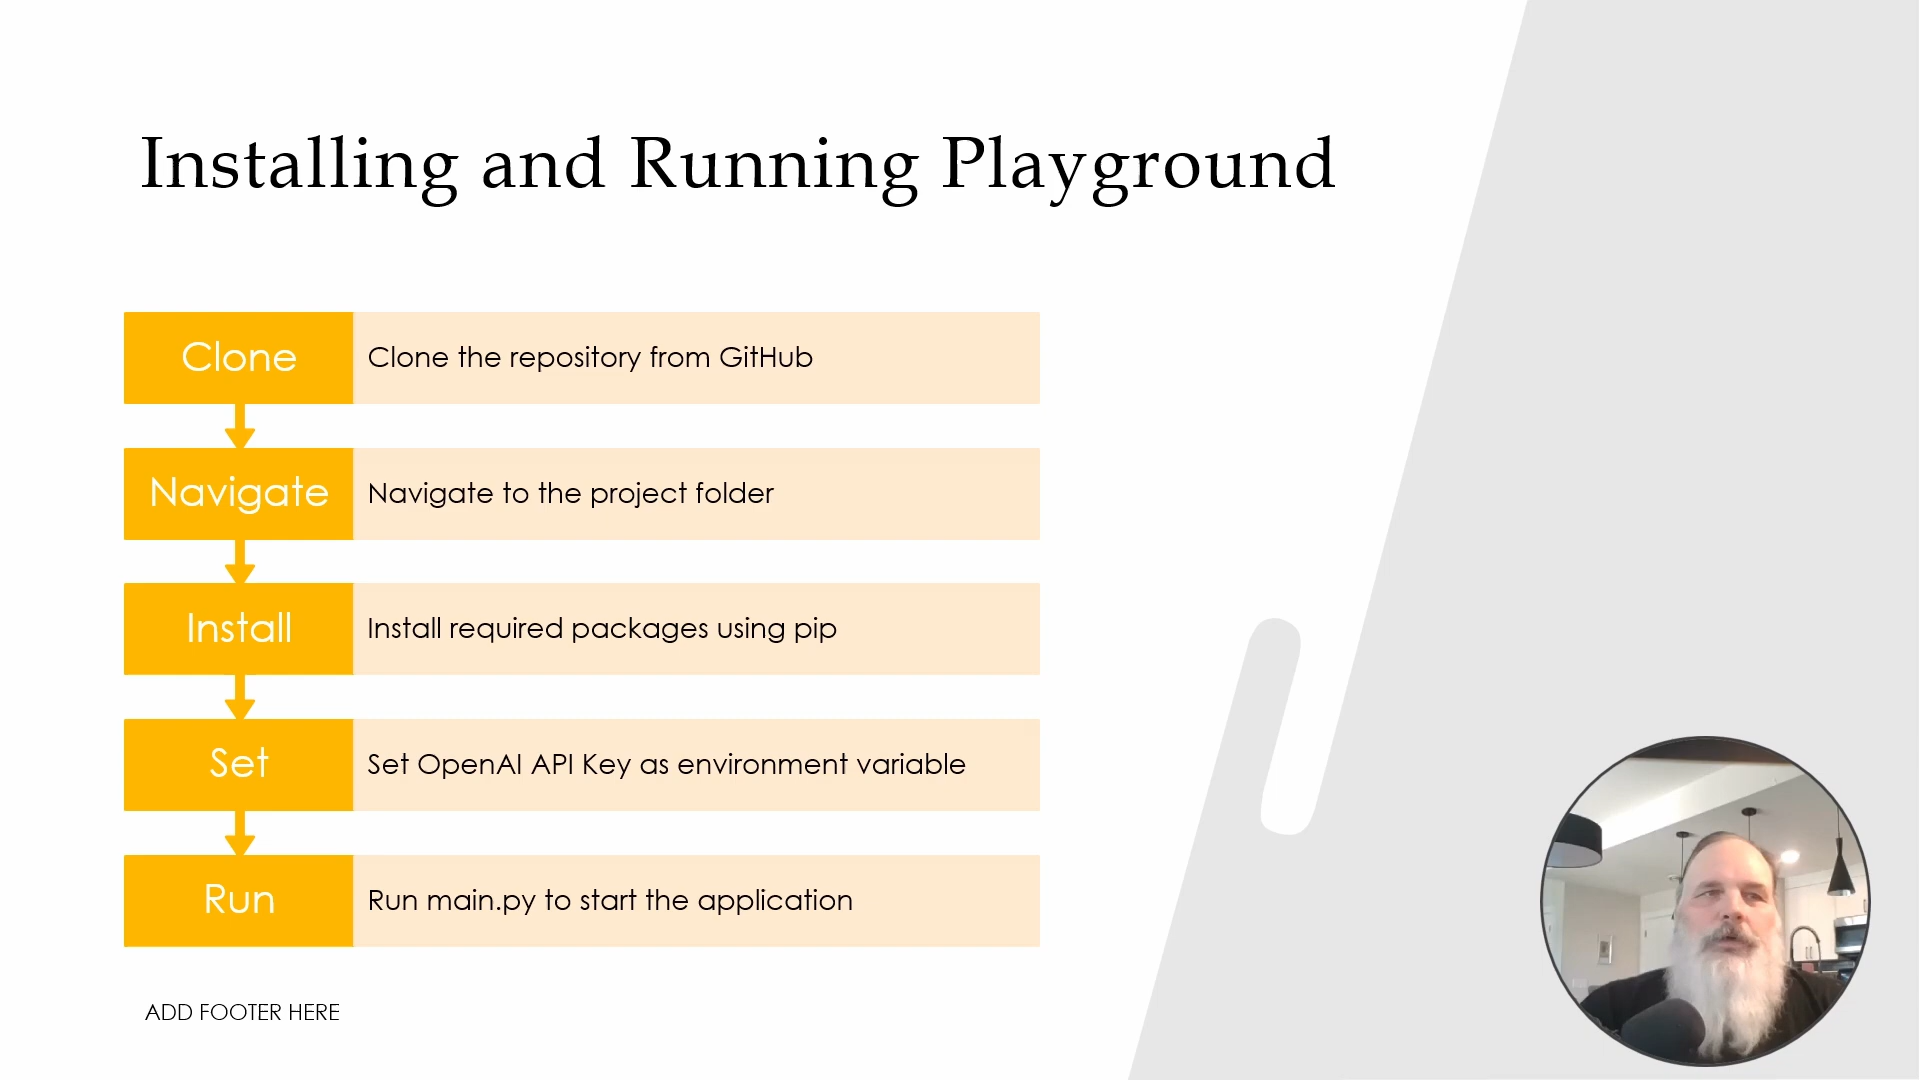 Installing and Running Playground
Clone
Clone the repository from GitHub
Navigate
Navigate to the project folder
Install
Install required packages using pip
Set
Set OpenAI API Key as environment variable
Run
Run main.py to start the application
ADD FOOTER HERE